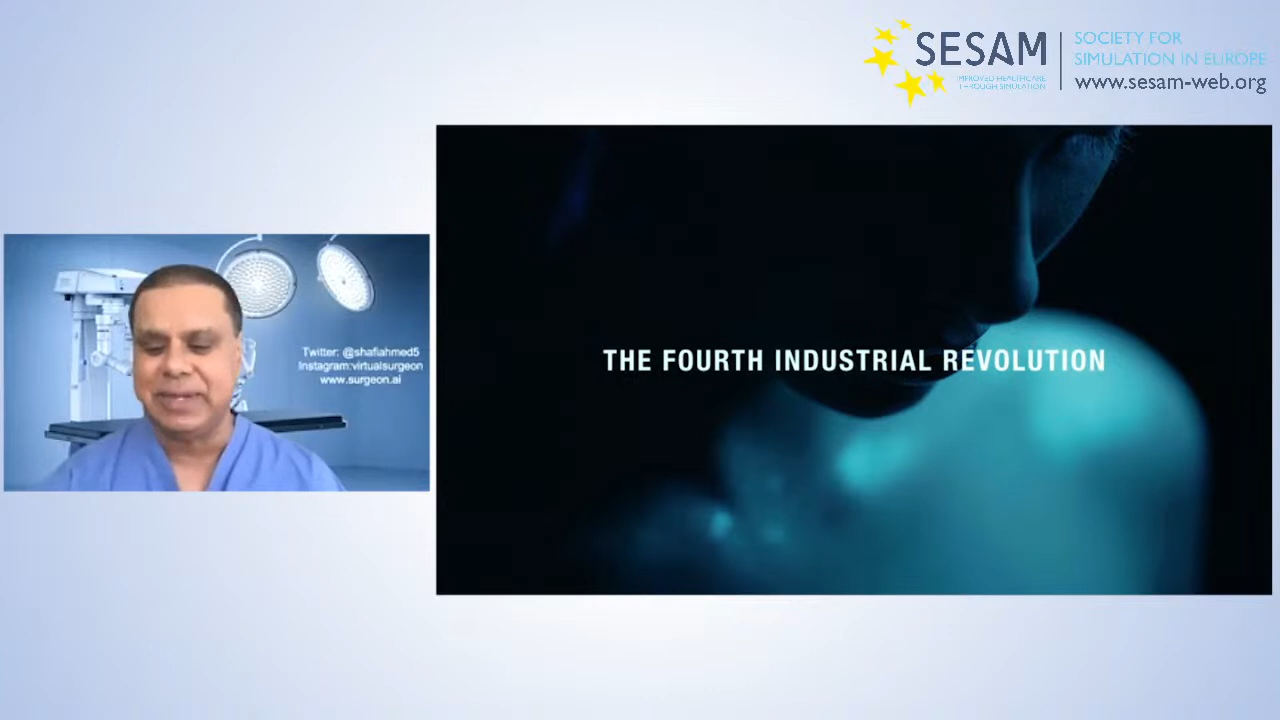 SESAM
IMPROVED HEALTHCARE
THROUGH SIMULATION
SOCIETY FOR
SIMULATION IN EUROPE
www.sesam-web.org
Twitter: @shafiahmed5
Instagram:virtualsurgeon
www.surgeon.ai
THE FOURTH INDUSTRIAL REVOLUTION